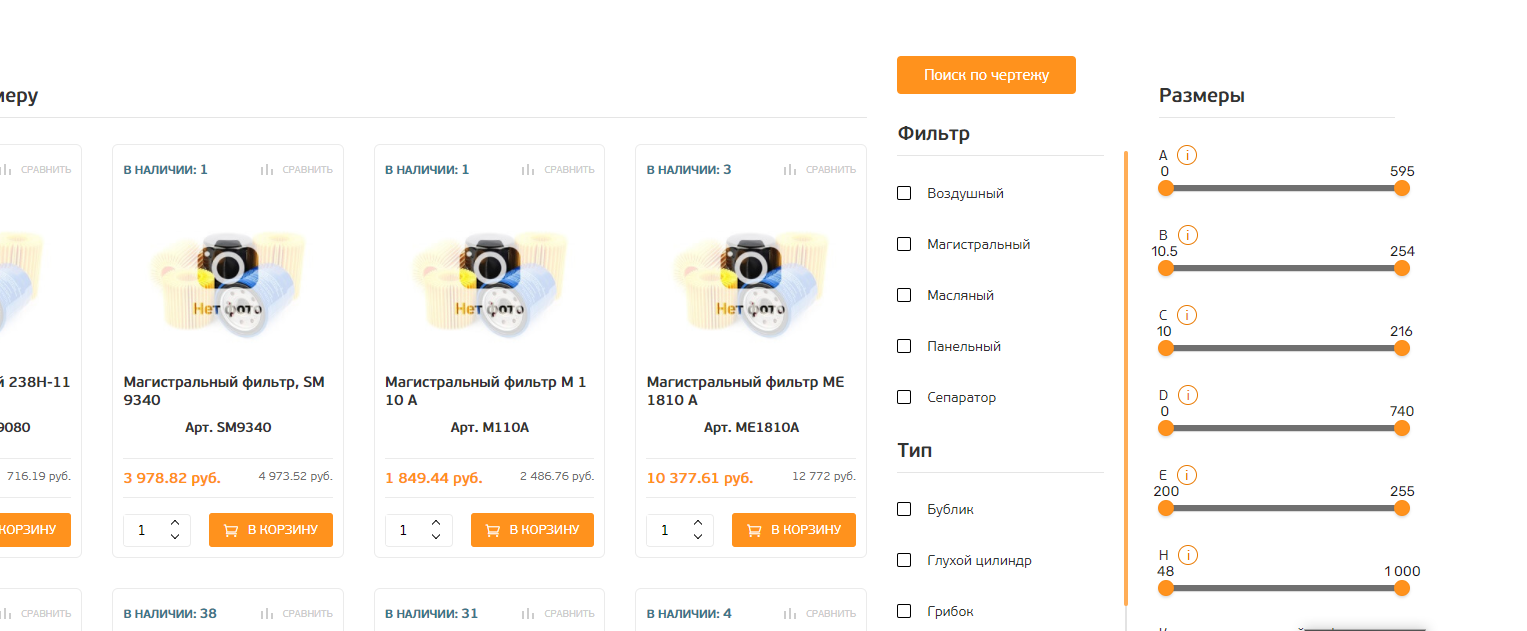 Поиск по чертежу
меру
Размеры
Фильтр
Воздушный
Магистральный
Масляный
Панельный
Сепаратор
Тип
Бублик
Глухой цилиндр
Грибок
A i
0 595
B i
10.5 254
C i
10 216
D i
0 740
E i
200 255
H i
48 1 000
СРАВНИТЬ
й 238H-11
9080
716.19 руб.
КОРЗИНУ
В НАЛИЧИИ: 1 СРАВНИТЬ
Нет фото
Магистральный фильтр, SM
9340
Арт. SM9340
3 978.82 руб. 4 973.52 руб.
1 В КОРЗИНУ
В НАЛИЧИИ: 1 СРАВНИТЬ
Нет фото
Магистральный фильтр M 1
10 A
Арт. M110A
1 849.44 руб. 2 486.76 руб.
1 В КОРЗИНУ
В НАЛИЧИИ: 3 СРАВНИТЬ
Нет фото
Магистральный фильтр ME
1810 A
Арт. ME1810A
10 377.61 руб. 12 772 руб.
1 В КОРЗИНУ
СРАВНИТЬ
В НАЛИЧИИ: 38 СРАВНИТЬ
В НАЛИЧИИ: 31 СРАВНИТЬ
В НАЛИЧИИ: 4 СРАВНИТЬ